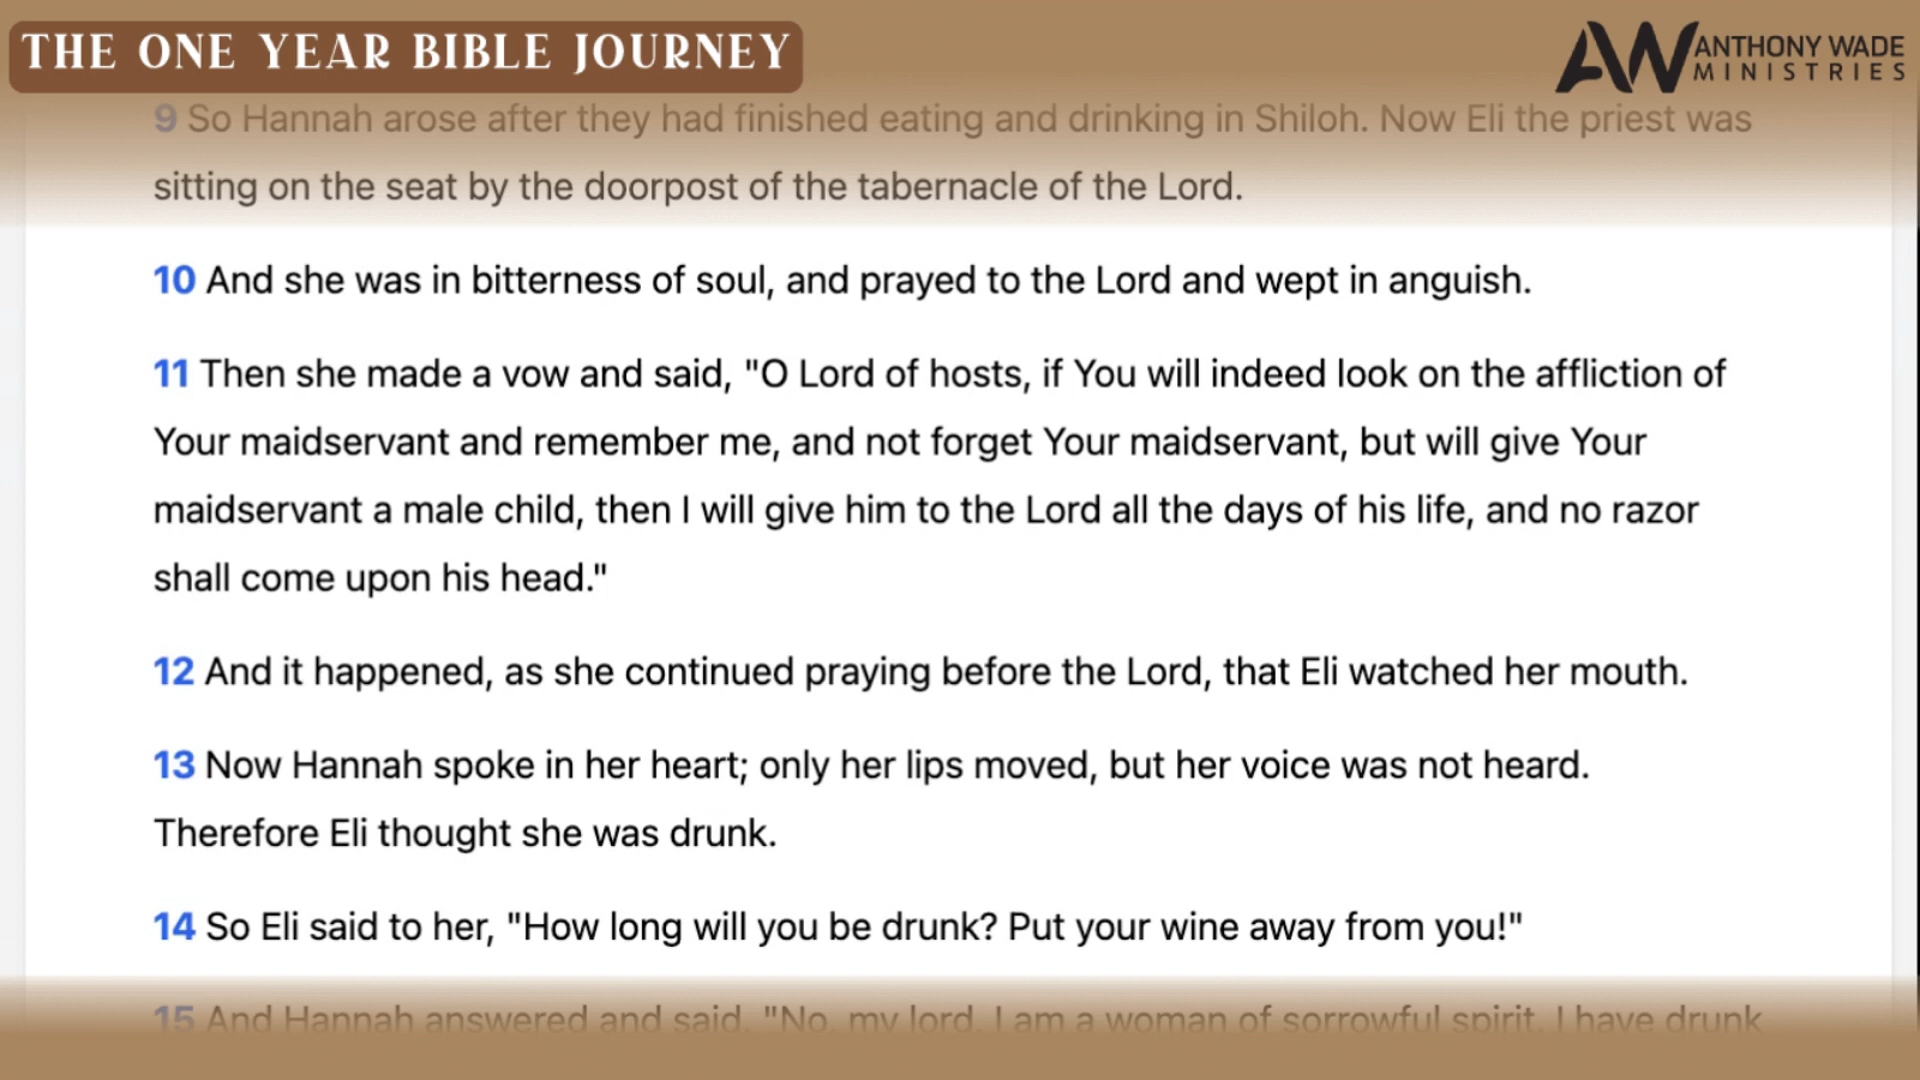 THE ONE YEAR BIBLE JOURNEY
ANTHONY WADE
MINISTRIES
9 So Hannah arose after they had finished eating and drinking in Shiloh. Now Eli the priest was
sitting on the seat by the doorpost of the tabernacle of the Lord.
10 And she was in bitterness of soul, and prayed to the Lord and wept in anguish.
11 Then she made a vow and said, "O Lord of hosts, if You will indeed look on the affliction of
Your maidservant and remember me, and not forget Your maidservant, but will give Your
maidservant a male child, then I will give him to the Lord all the days of his life, and no razor
shall come upon his head."
12 And it happened, as she continued praying before the Lord, that Eli watched her mouth.
13 Now Hannah spoke in her heart; only her lips moved, but her voice was not heard.
Therefore Eli thought she was drunk.
14 So Eli said to her, "How long will you be drunk? Put your wine away from you!"
15 And Hannah answered and said, "No, my lord, I am a woman of sorrowful spirit. I have drunk